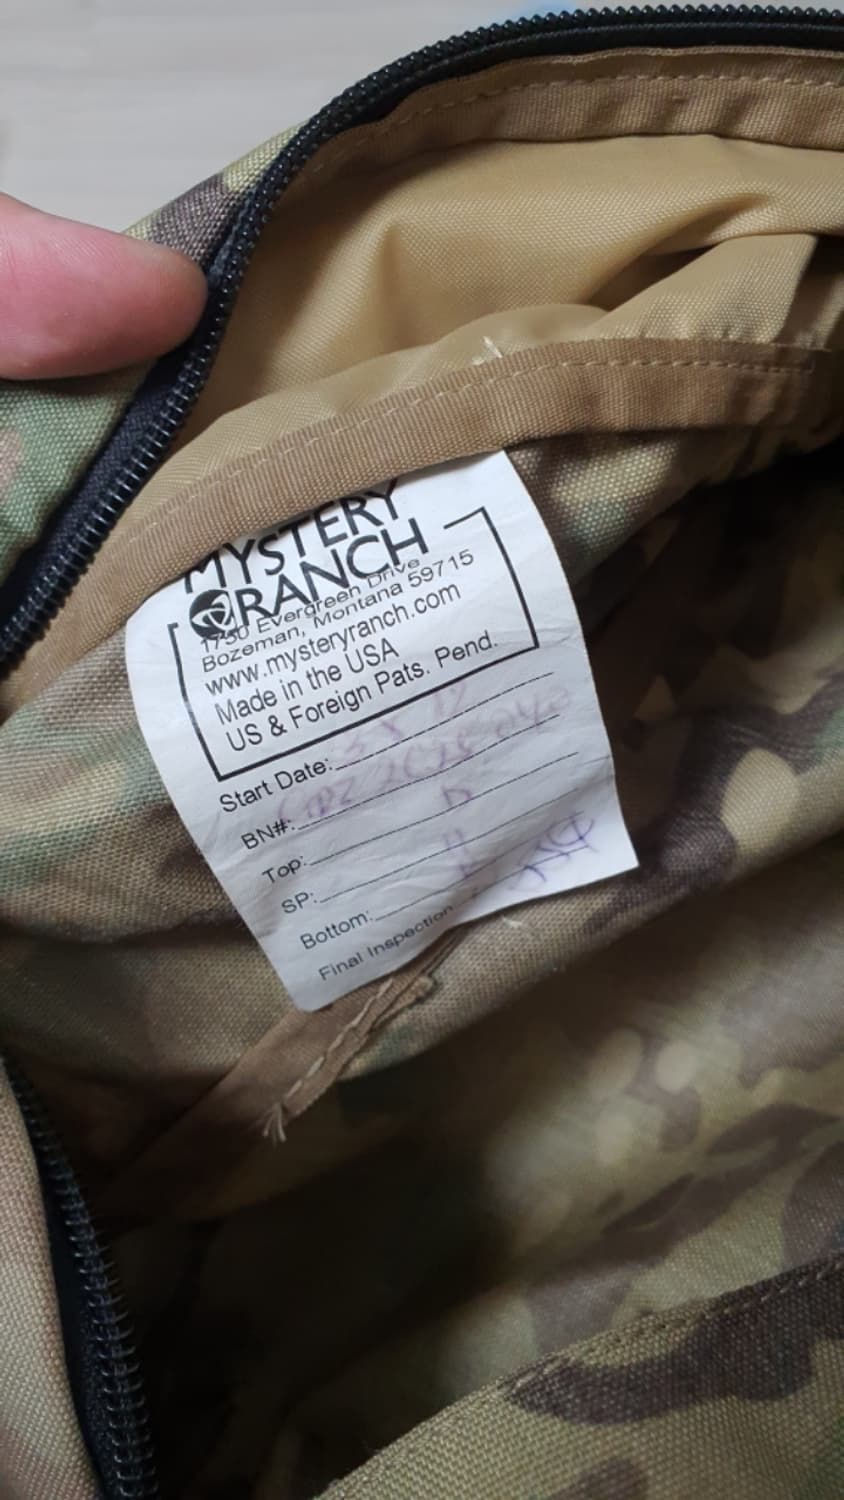 MYSTERY
RANCH
1750 Evergreen Drive
Bozeman, Montana 59715
www.mysteryranch.com
Made in the USA
US & Foreign Pats. Pend.
Start Date:
BN#:
Top:
SP:
Bottom:
Final Inspection